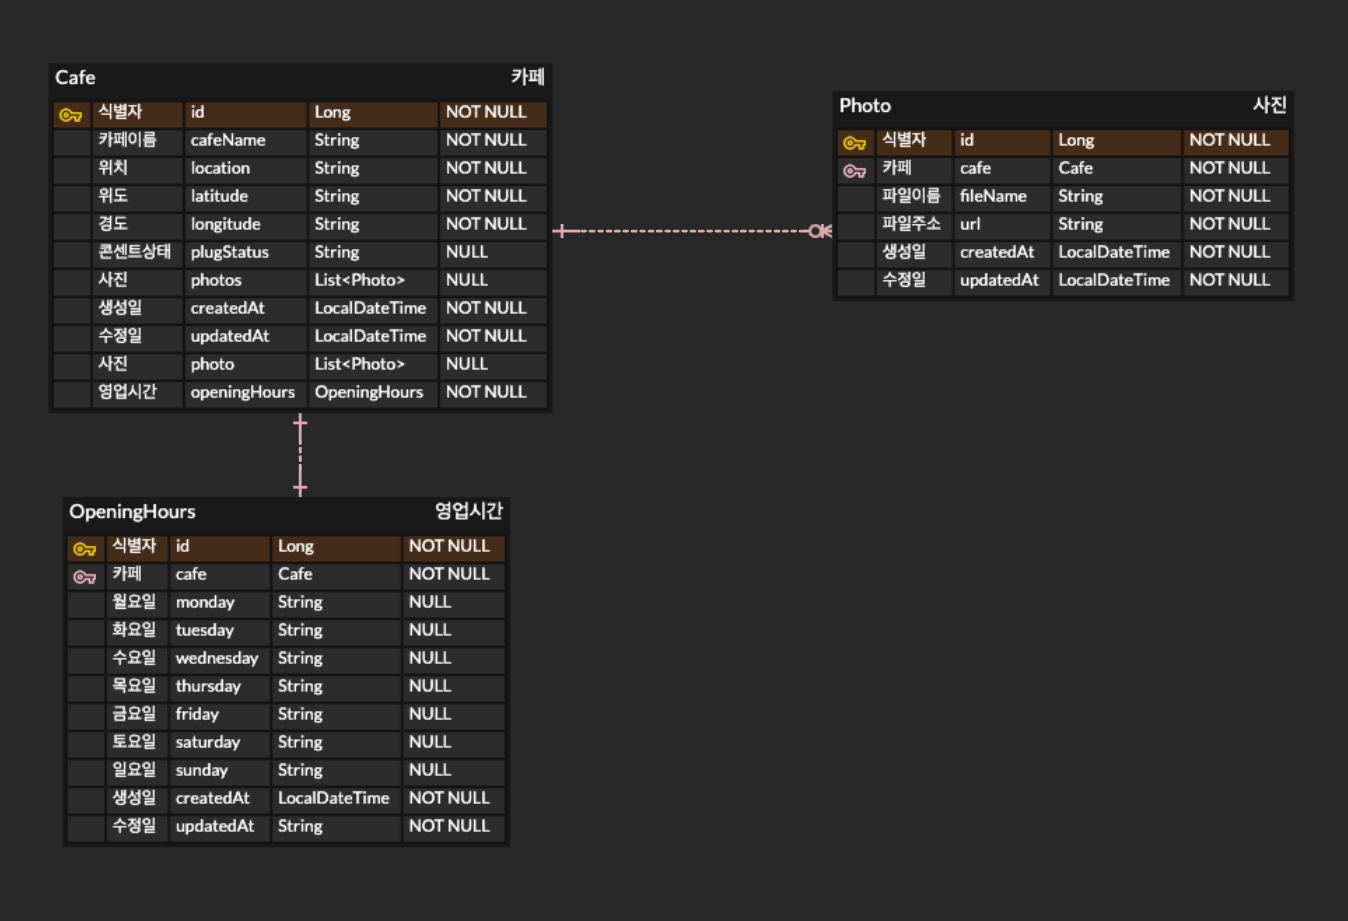 Cafe 카페
식별자 id Long NOT NULL
카페이름 cafeName String NOT NULL
위치 location String NOT NULL
위도 latitude String NOT NULL
경도 longitude String NOT NULL
콘센트상태 plugStatus String NULL
사진 photos List<Photo> NULL
생성일 createdAt LocalDateTime NOT NULL
수정일 updatedAt LocalDateTime NOT NULL
사진 photo List<Photo> NULL
영업시간 openingHours OpeningHours NOT NULL
Photo 사진
식별자 id Long NOT NULL
카페 cafe Cafe NOT NULL
파일이름 fileName String NOT NULL
파일주소 url String NOT NULL
생성일 createdAt LocalDateTime NOT NULL
수정일 updatedAt LocalDateTime NOT NULL
OpeningHours 영업시간
식별자 id Long NOT NULL
카페 cafe Cafe NOT NULL
월요일 monday String NULL
화요일 tuesday String NULL
수요일 wednesday String NULL
목요일 thursday String NULL
금요일 friday String NULL
토요일 saturday String NULL
일요일 sunday String NULL
생성일 createdAt LocalDateTime NOT NULL
수정일 updatedAt String NOT NULL